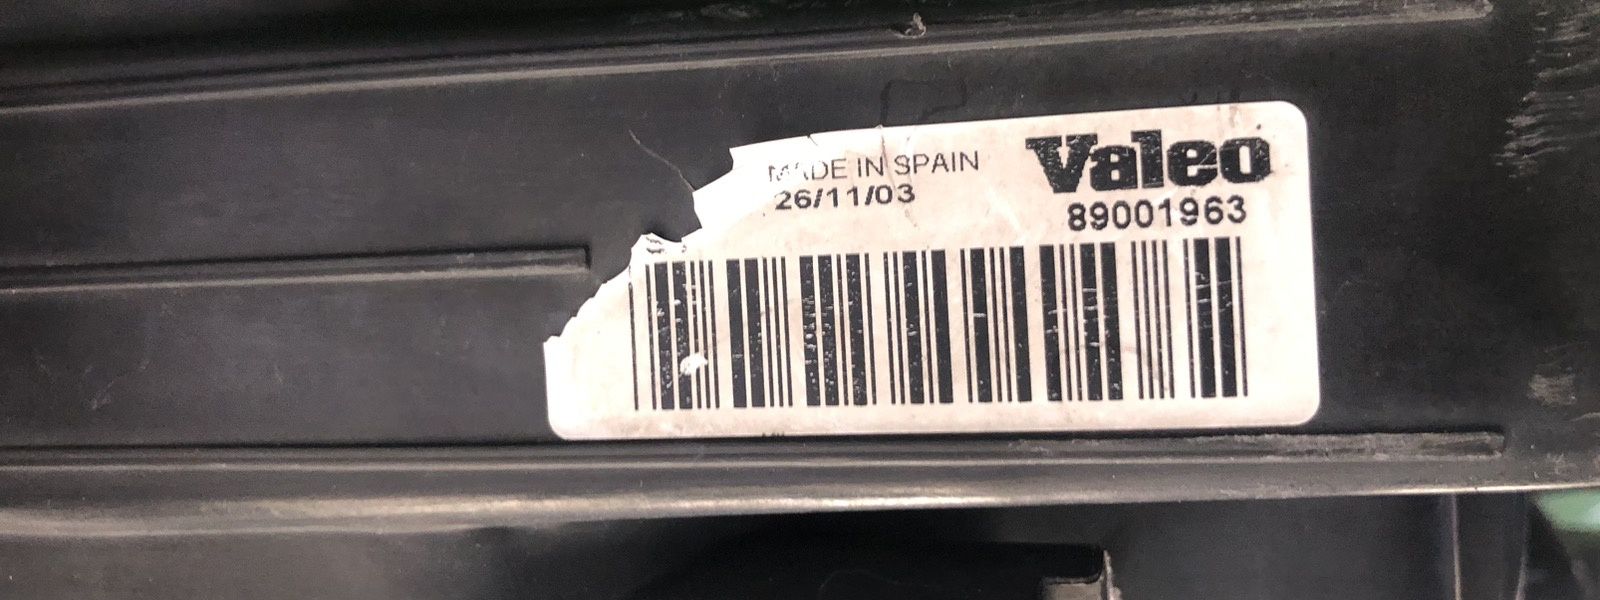 MADE IN SPAIN
26/11/03
Valeo
89001963